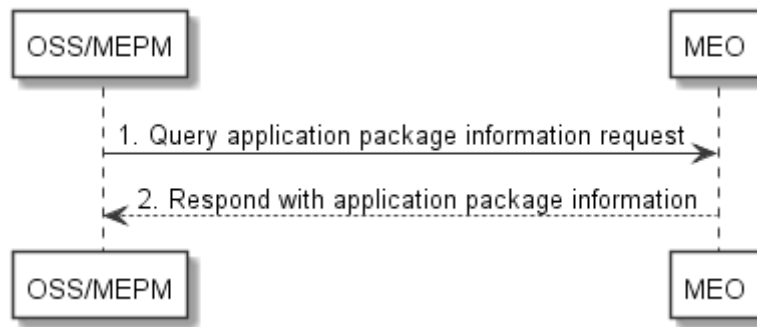 OSS/MEPM
MEO
1. Query application package information request
2. Respond with application package information
OSS/MEPM
MEO